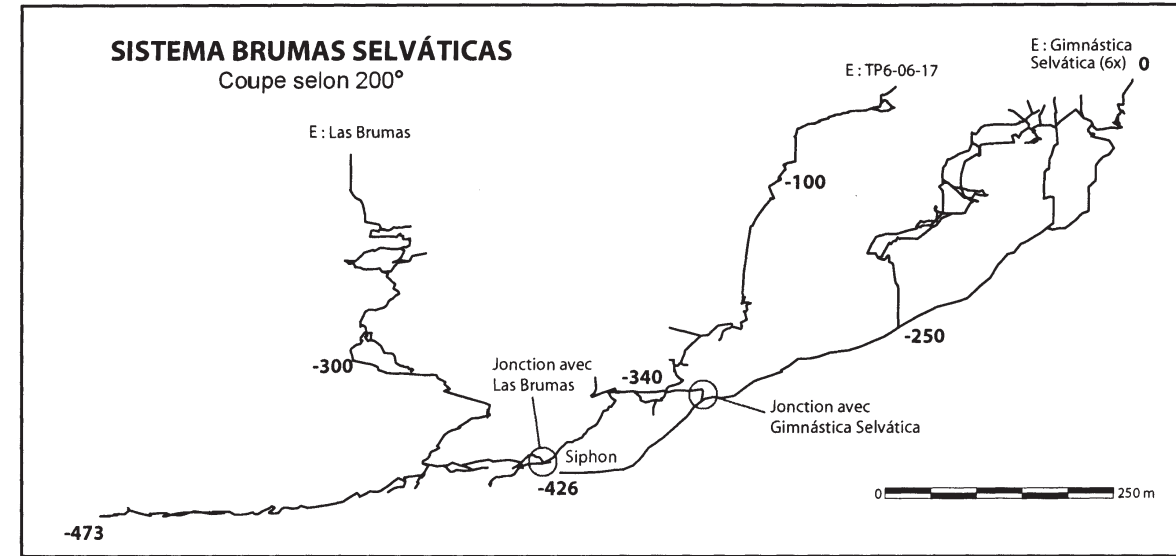 SISTEMA BRUMAS SELVÁTICAS
Coupe selon 200°
E : Gimnástica
Selvática (6x) 0
E : TP6-06-17
E : Las Brumas
-100
-250
-300
Jonction avec
Las Brumas
-340
Jonction avec
Gimnástica Selvática
Siphon
-426
0 250 m
-473